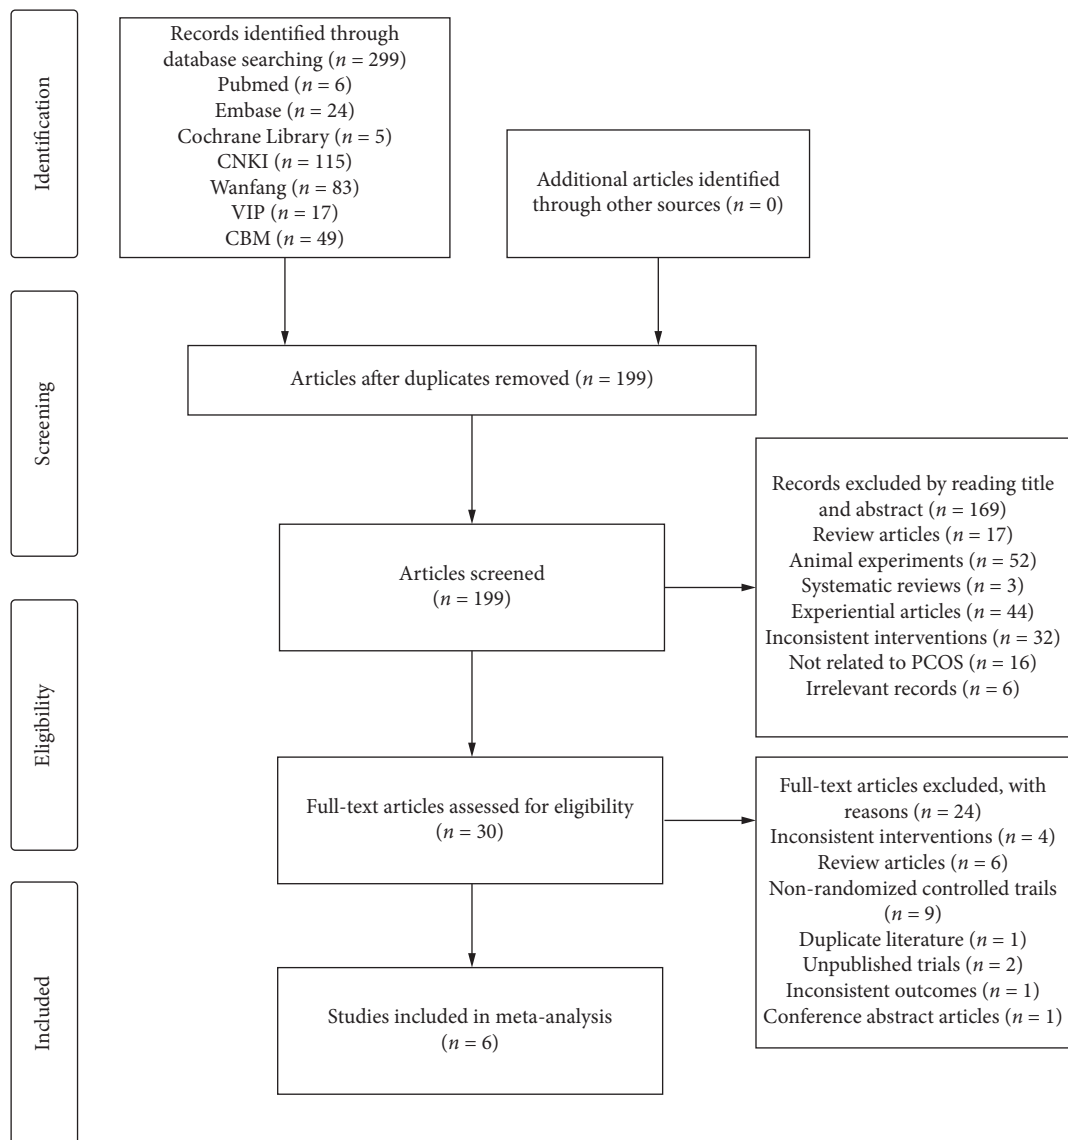 Identification
Records identified through
database searching (n = 299)
Pubmed (n = 6)
Embase (n = 24)
Cochrane Library (n = 5)
CNKI (n = 115)
Wanfang (n = 83)
VIP (n = 17)
CBM (n = 49)
Additional articles identified
through other sources (n = 0)
Screening
Articles after duplicates removed (n = 199)
Articles screened
(n = 199)
Records excluded by reading title
and abstract (n = 169)
Review articles (n = 17)
Animal experiments (n = 52)
Systematic reviews (n = 3)
Experiential articles (n = 44)
Inconsistent interventions (n = 32)
Not related to PCOS (n = 16)
Irrelevant records (n = 6)
Eligibility
Full-text articles assessed for eligibility
(n = 30)
Full-text articles excluded, with
reasons (n = 24)
Inconsistent interventions (n = 4)
Review articles (n = 6)
Non-randomized controlled trails
(n = 9)
Duplicate literature (n = 1)
Unpublished trials (n = 2)
Inconsistent outcomes (n = 1)
Conference abstract articles (n = 1)
Included
Studies included in meta-analysis
(n = 6)